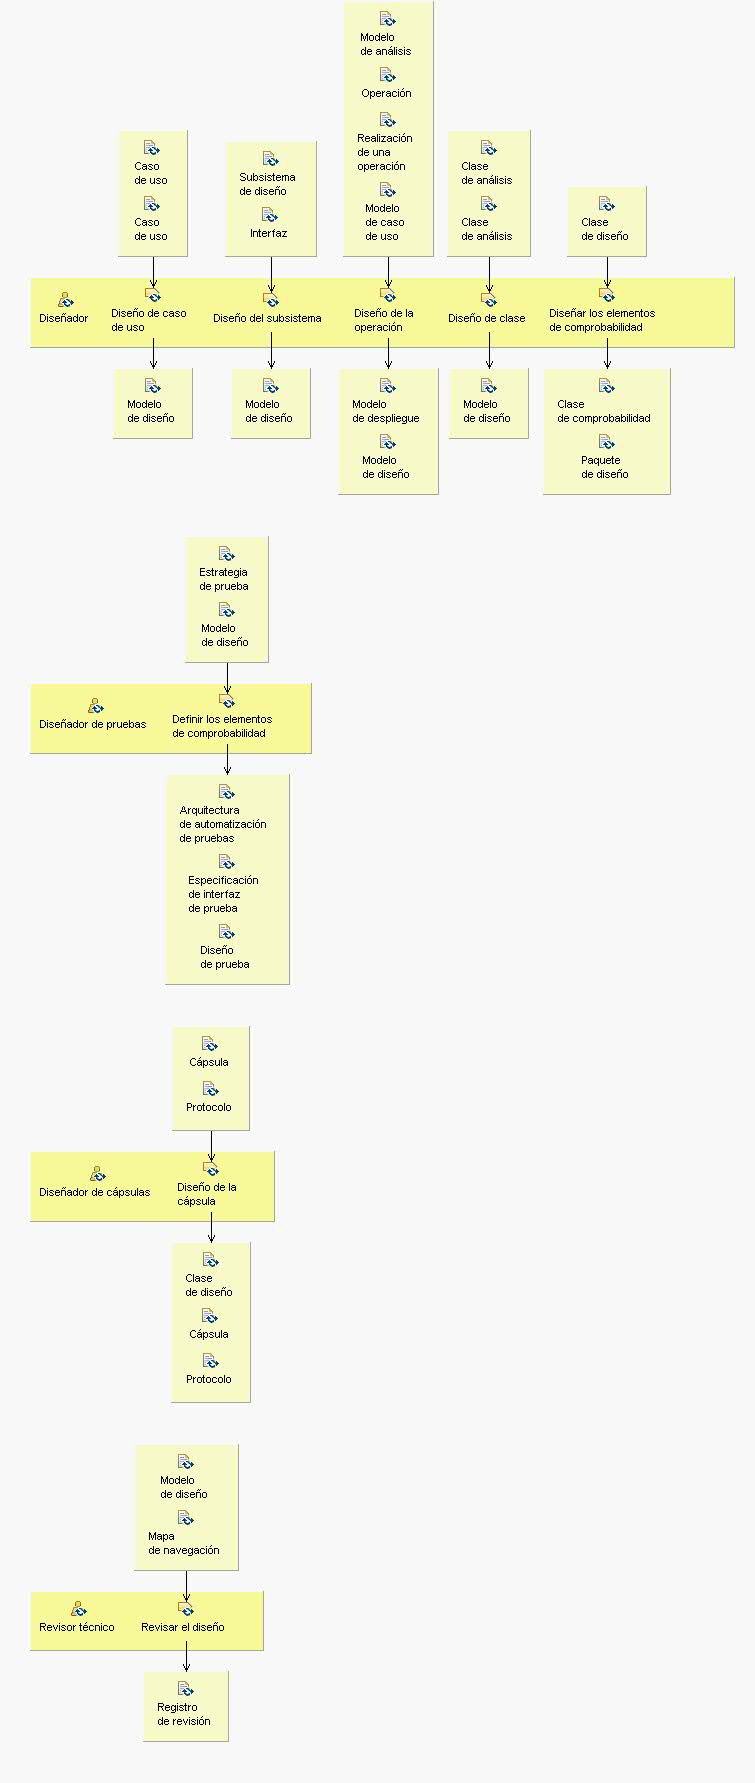 Modelo
de análisis
Operación
Realización
de una
operación
Modelo
de caso
de uso
Caso
de uso
Caso
de uso
Subsistema
de diseño
Interfaz
Clase
de análisis
Clase
de análisis
Clase
de diseño
Diseñador
Diseño de caso
de uso
Diseño del subsistema
Diseño de la
operación
Diseño de clase
Diseñar los elementos
de comprobabilidad
Modelo
de diseño
Modelo
de diseño
Modelo
de despliegue
Modelo
de diseño
Modelo
de diseño
Clase
de comprobabilidad
Paquete
de diseño
Estrategia
de prueba
Modelo
de diseño
Diseñador de pruebas
Definir los elementos
de comprobabilidad
Arquitectura
de automatización
de pruebas
Especificación
de interfaz
de prueba
Diseño
de prueba
Cápsula
Protocolo
Diseñador de cápsulas
Diseño de la
cápsula
Clase
de diseño
Cápsula
Protocolo
Modelo
de diseño
Mapa
de navegación
Revisor técnico
Revisar el diseño
Registro
de revisión